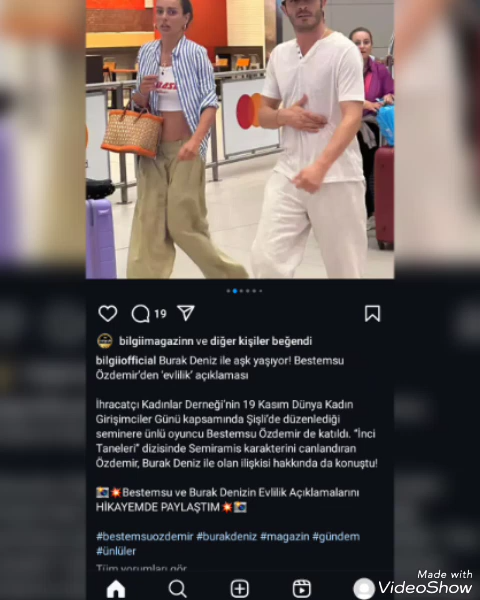 19
bilgiimagazinn ve diğer kişiler beğendi
bilgiiofficial Burak Deniz ile aşk yaşıyor! Bestemsu
Özdemir'den 'evlilik' açıklaması
İhracatçı Kadınlar Derneği'nin 19 Kasım Dünya Kadın
Girişimciler Günü kapsamında Şişli'de düzenlediği
seminere ünlü oyuncu Bestemsu Özdemir de katıldı. "İnci
Taneleri" dizisinde Semiramis karakterini canlandıran
Özdemir, Burak Deniz ile olan ilişkisi hakkında da konuştu!
📸💥Bestemsu ve Burak Denizin Evlilik Açıklamalarını
HİKAYEMDE PAYLAŞTIM💥📸
#bestemsuozdemir #burakdeniz #magazin #gündem
#ünlüler
Tüm yorumları gör
Made with
VideoShow